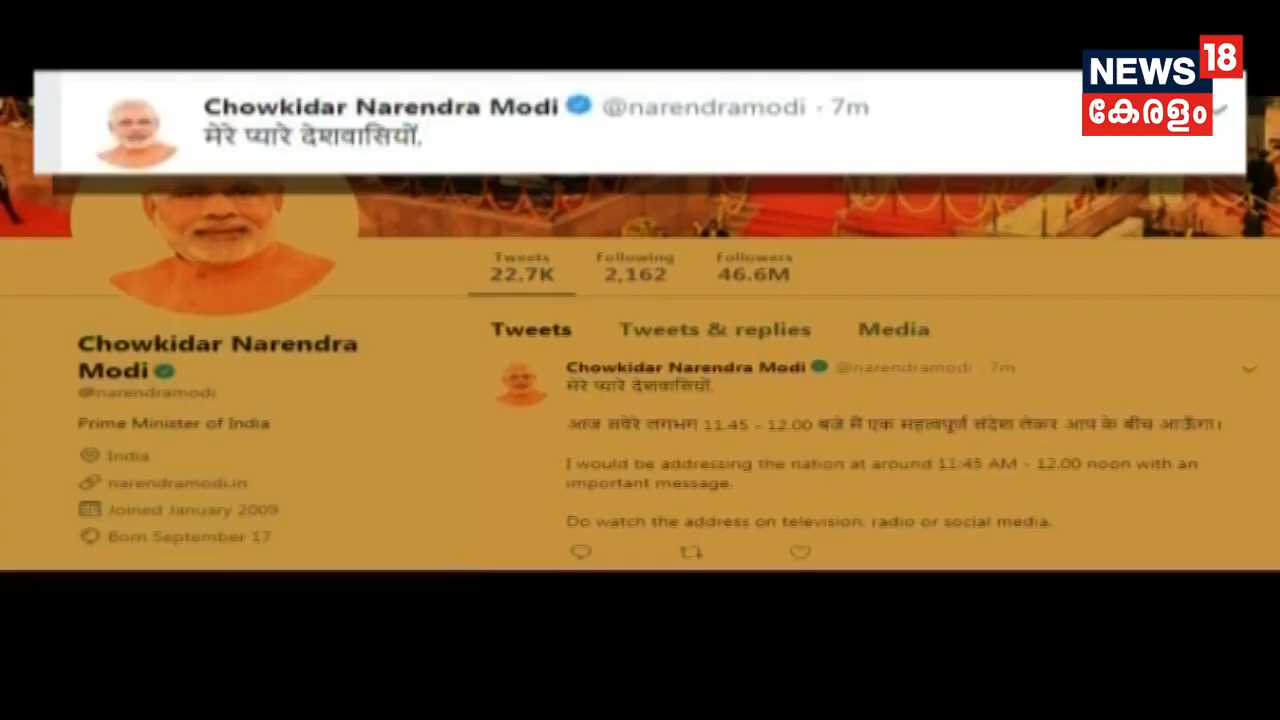 NEWS 18
കേരളം
Chowkidar Narendra Modi @narendramodi · 7m
मेरे प्यारे देशवासियों,
Tweets Following Followers
22.7K 2,162 46.6M
Tweets Tweets & replies Media
Chowkidar Narendra
Modi
@narendramodi
Prime Minister of India
India
narendramodi.in
Joined January 2009
Born September 17
Chowkidar Narendra Modi @narendramodi · 7m
मेरे प्यारे देशवासियों,
आज सवेरे लगभग 11.45 - 12.00 बजे मैं एक महत्वपूर्ण संदेश लेकर आप के बीच आऊँगा।
I would be addressing the nation at around 11:45 AM - 12.00 noon with an
important message.
Do watch the address on television, radio or social media.